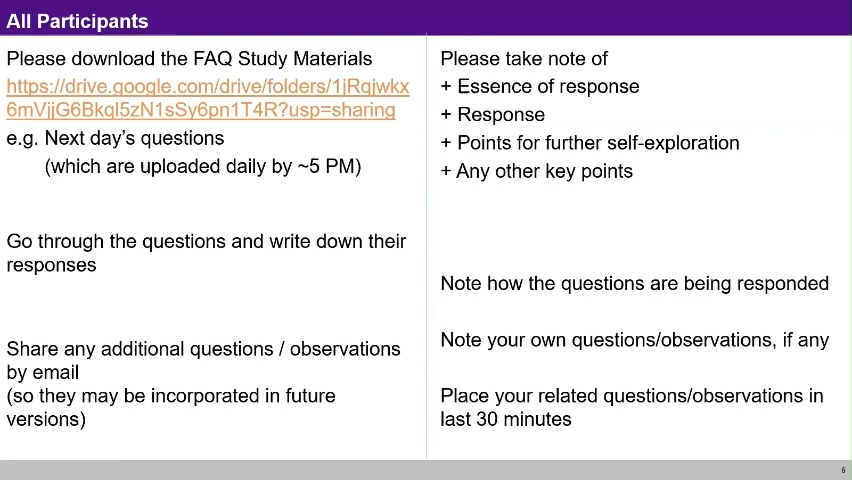 All Participants
Please download the FAQ Study Materials
https://drive.google.com/drive/folders/1jRqjwkx
6mVjjG6Bkql5zN1sSy6pn1T4R?usp=sharing
e.g. Next day's questions
(which are uploaded daily by ~5 PM)
Go through the questions and write down their
responses
Share any additional questions / observations
by email
(so they may be incorporated in future
versions)
Please take note of
+ Essence of response
+ Response
+ Points for further self-exploration
+ Any other key points
Note how the questions are being responded
Note your own questions/observations, if any
Place your related questions/observations in
last 30 minutes
6